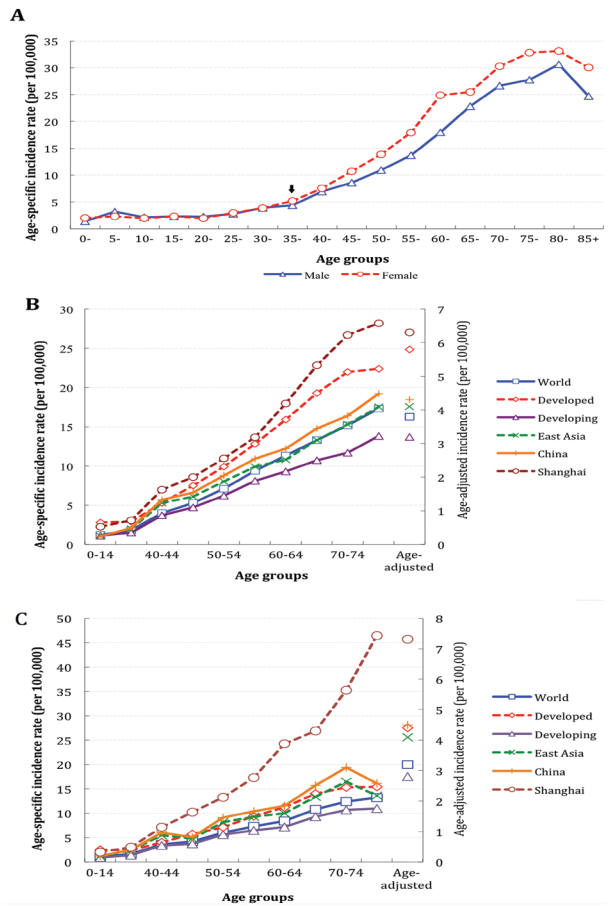 A
Age-specific incidence rate (per 100,000)
35
30
25
20
15
10
5
0
0- 5- 10- 15- 20- 25- 30- 35- 40- 45- 50- 55- 60- 65- 70- 75- 80- 85+
Age groups
Male Female
B
Age-specific incidence rate (per 100,000)
30
25
20
15
10
5
0
7
6
5
4
3
2
1
0
Age-adjusted incidence rate (per 100,000)
World
Developed
Developing
East Asia
China
Shanghai
0-14 40-44 50-54 60-64 70-74 Age-
adjusted
Age groups
C
Age-specific incidence rate (per 100,000)
50
45
40
35
30
25
20
15
10
5
0
8
7
6
5
4
3
2
1
0
Age-adjusted incidence rate (per 100,000)
World
Developed
Developing
East Asia
China
Shanghai
0-14 40-44 50-54 60-64 70-74 Age-
adjusted
Age groups